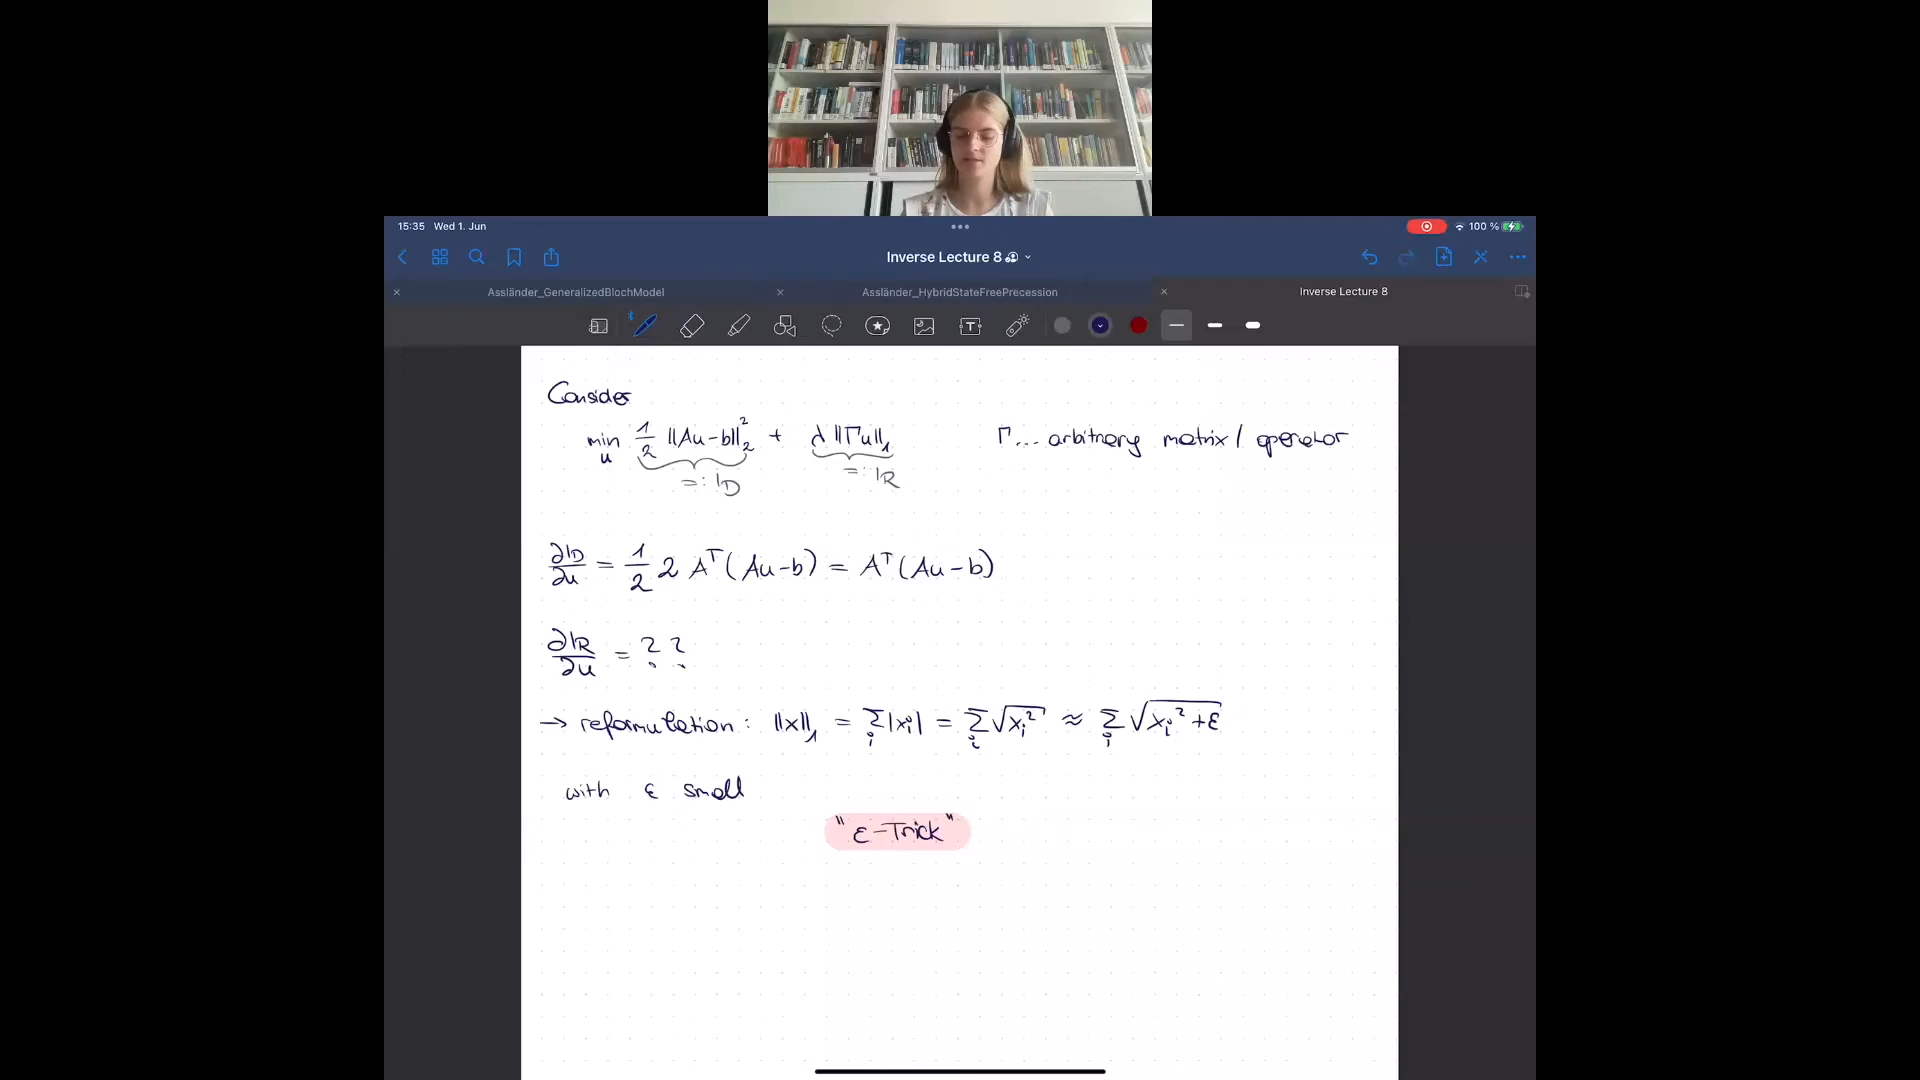 15:35 Wed 1. Jun
100 %
Inverse Lecture 8
Assländer_GeneralizedBlochModel
Assländer_HybridStateFreePrecession
Inverse Lecture 8
Consider
min_u 1/2 ||Au-b||_2^2 + λ||Γu||_1 Γ... arbitrary matrix / operator
=: D =: R
∂D/∂u = 1/2 2 A^T(Au-b) = A^T(Au-b)
∂R/∂u = ??
→ reformulation: ||x||_1 = Σ_i |x_i| = Σ_i √(x_i^2) ≈ Σ_i √(x_i^2 + ε)
with ε small
"ε-Trick"